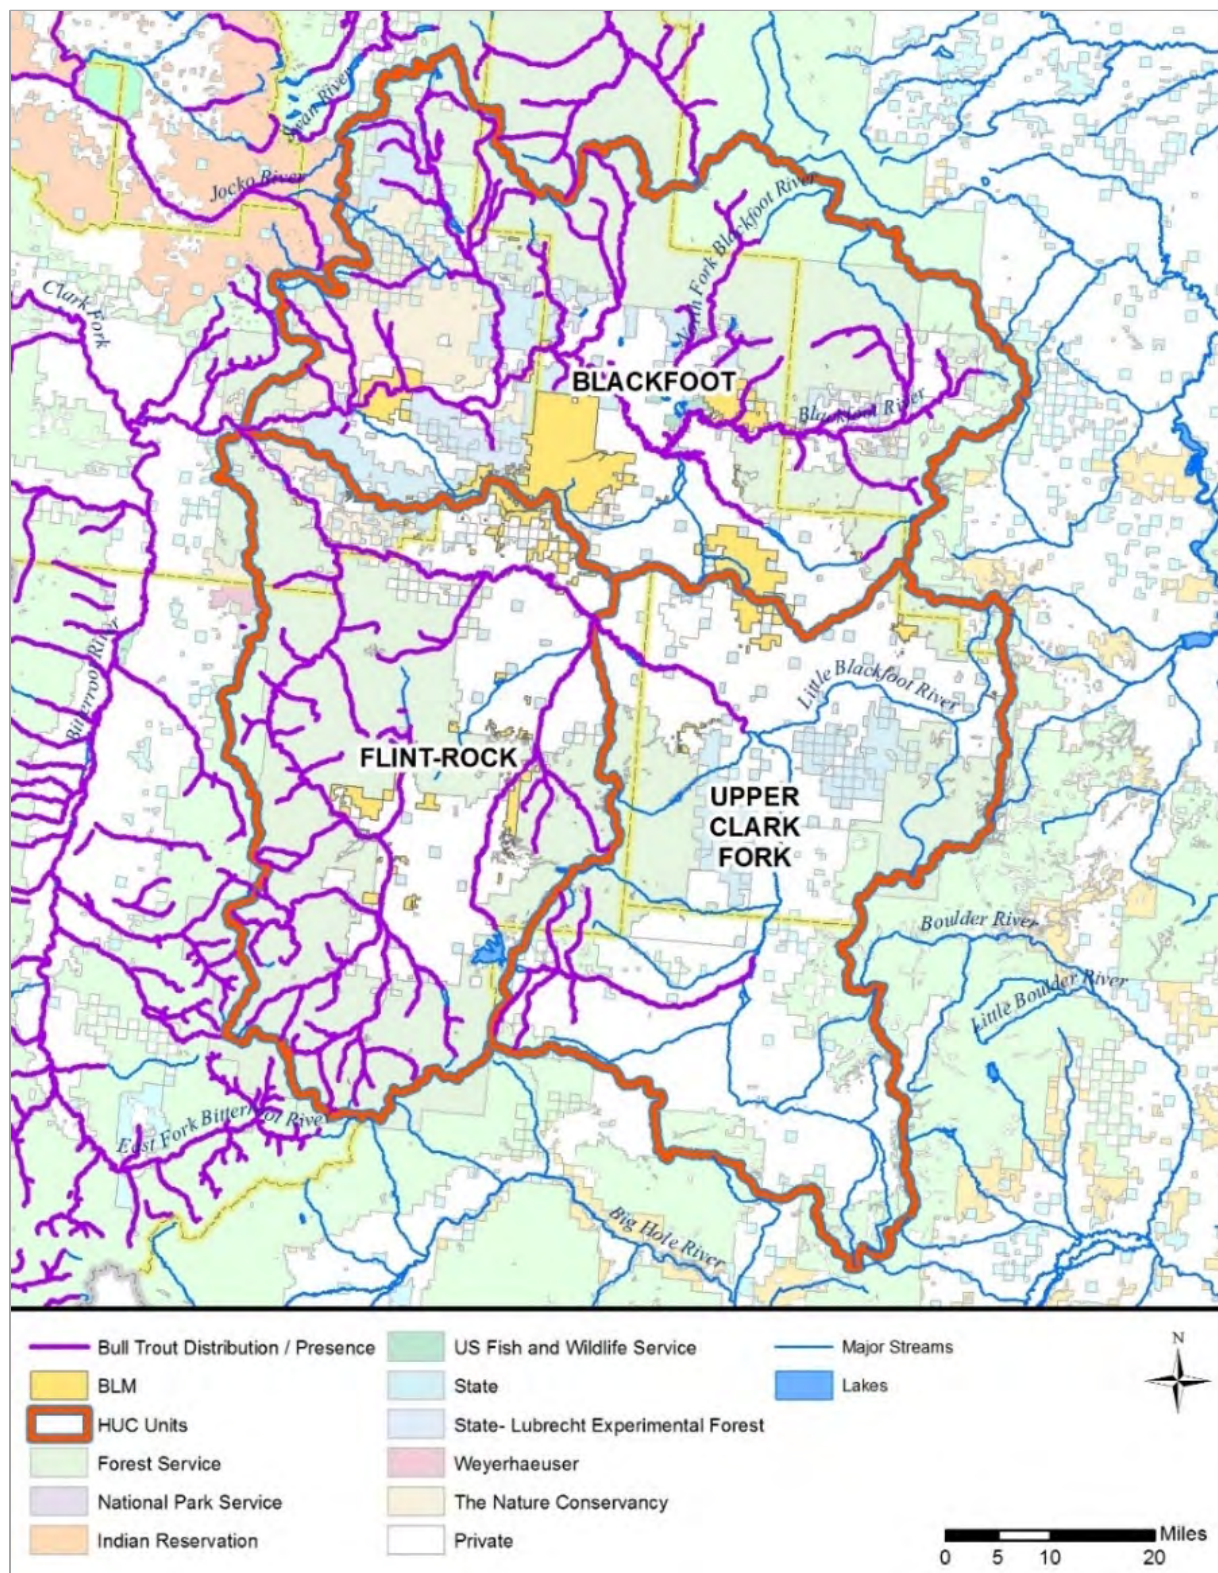 Swan River
Jocko River
North Fork Blackfoot River
Clark Fork
BLACKFOOT
Blackfoot River
Bitterroot River
Little Blackfoot River
FLINT-ROCK
UPPER
CLARK
FORK
Boulder River
Little Boulder River
East Fork Bitterroot River
Big Hole River
Bull Trout Distribution / Presence
BLM
HUC Units
Forest Service
National Park Service
Indian Reservation
US Fish and Wildlife Service
State
State- Lubrecht Experimental Forest
Weyerhaeuser
The Nature Conservancy
Private
Major Streams
Lakes
N
Miles
0 5 10 20